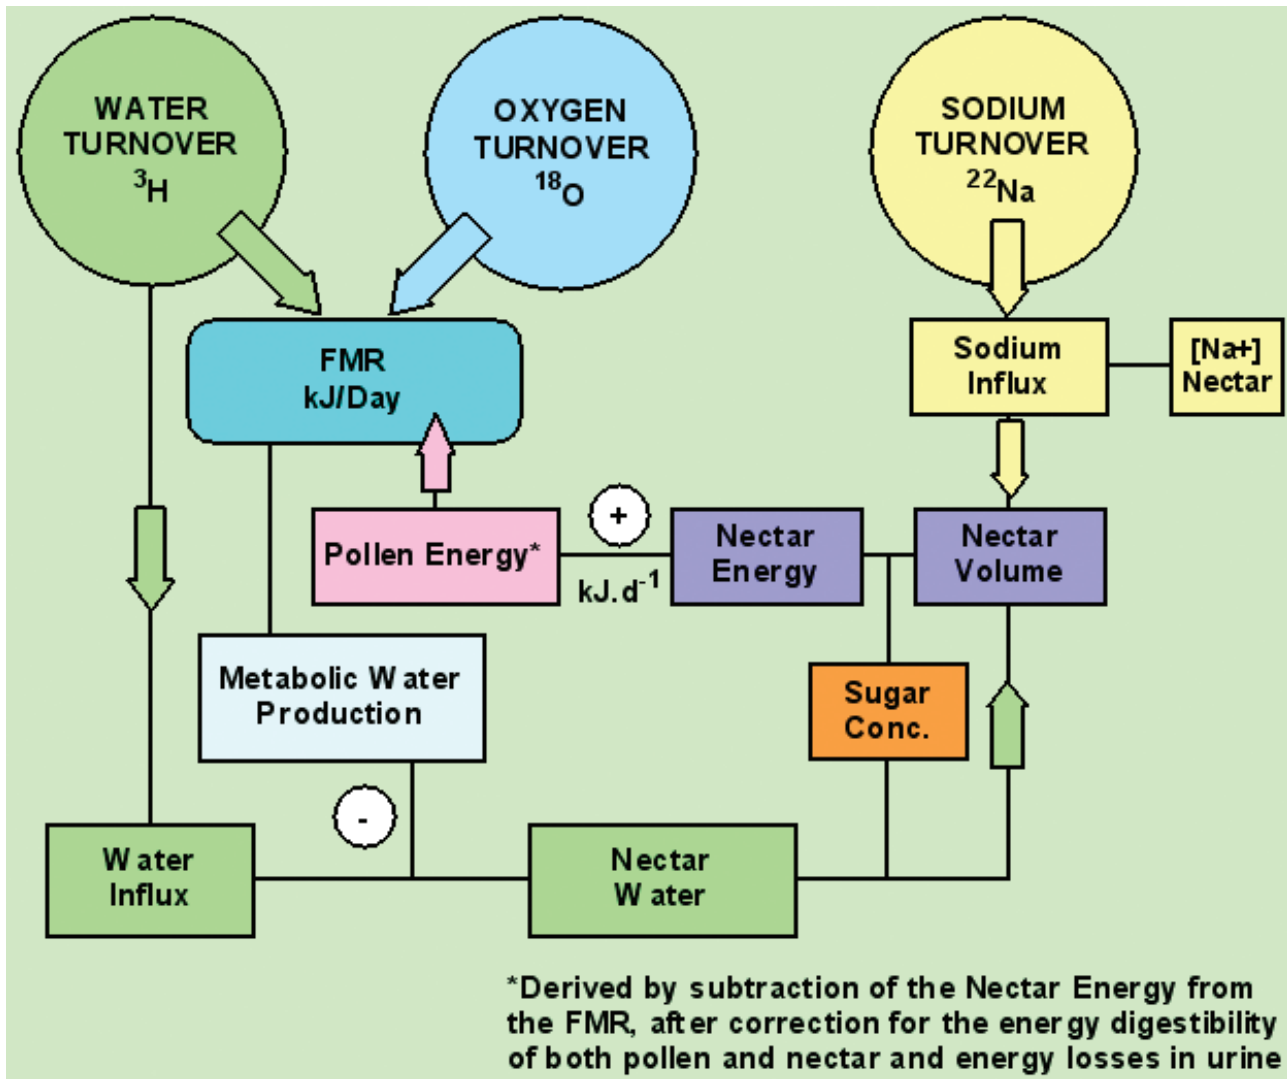 WATER
TURNOVER
³H
OXYGEN
TURNOVER
¹⁸O
SODIUM
TURNOVER
²²Na
FMR
kJ/Day
Sodium
Influx
[Na+]
Nectar
Pollen Energy*
+
kJ.d⁻¹
Nectar
Energy
Nectar
Volume
Metabolic Water
Production
Sugar
Conc.
-
Water
Influx
Nectar
Water
*Derived by subtraction of the Nectar Energy from
the FMR, after correction for the energy digestibility
of both pollen and nectar and energy losses in urine